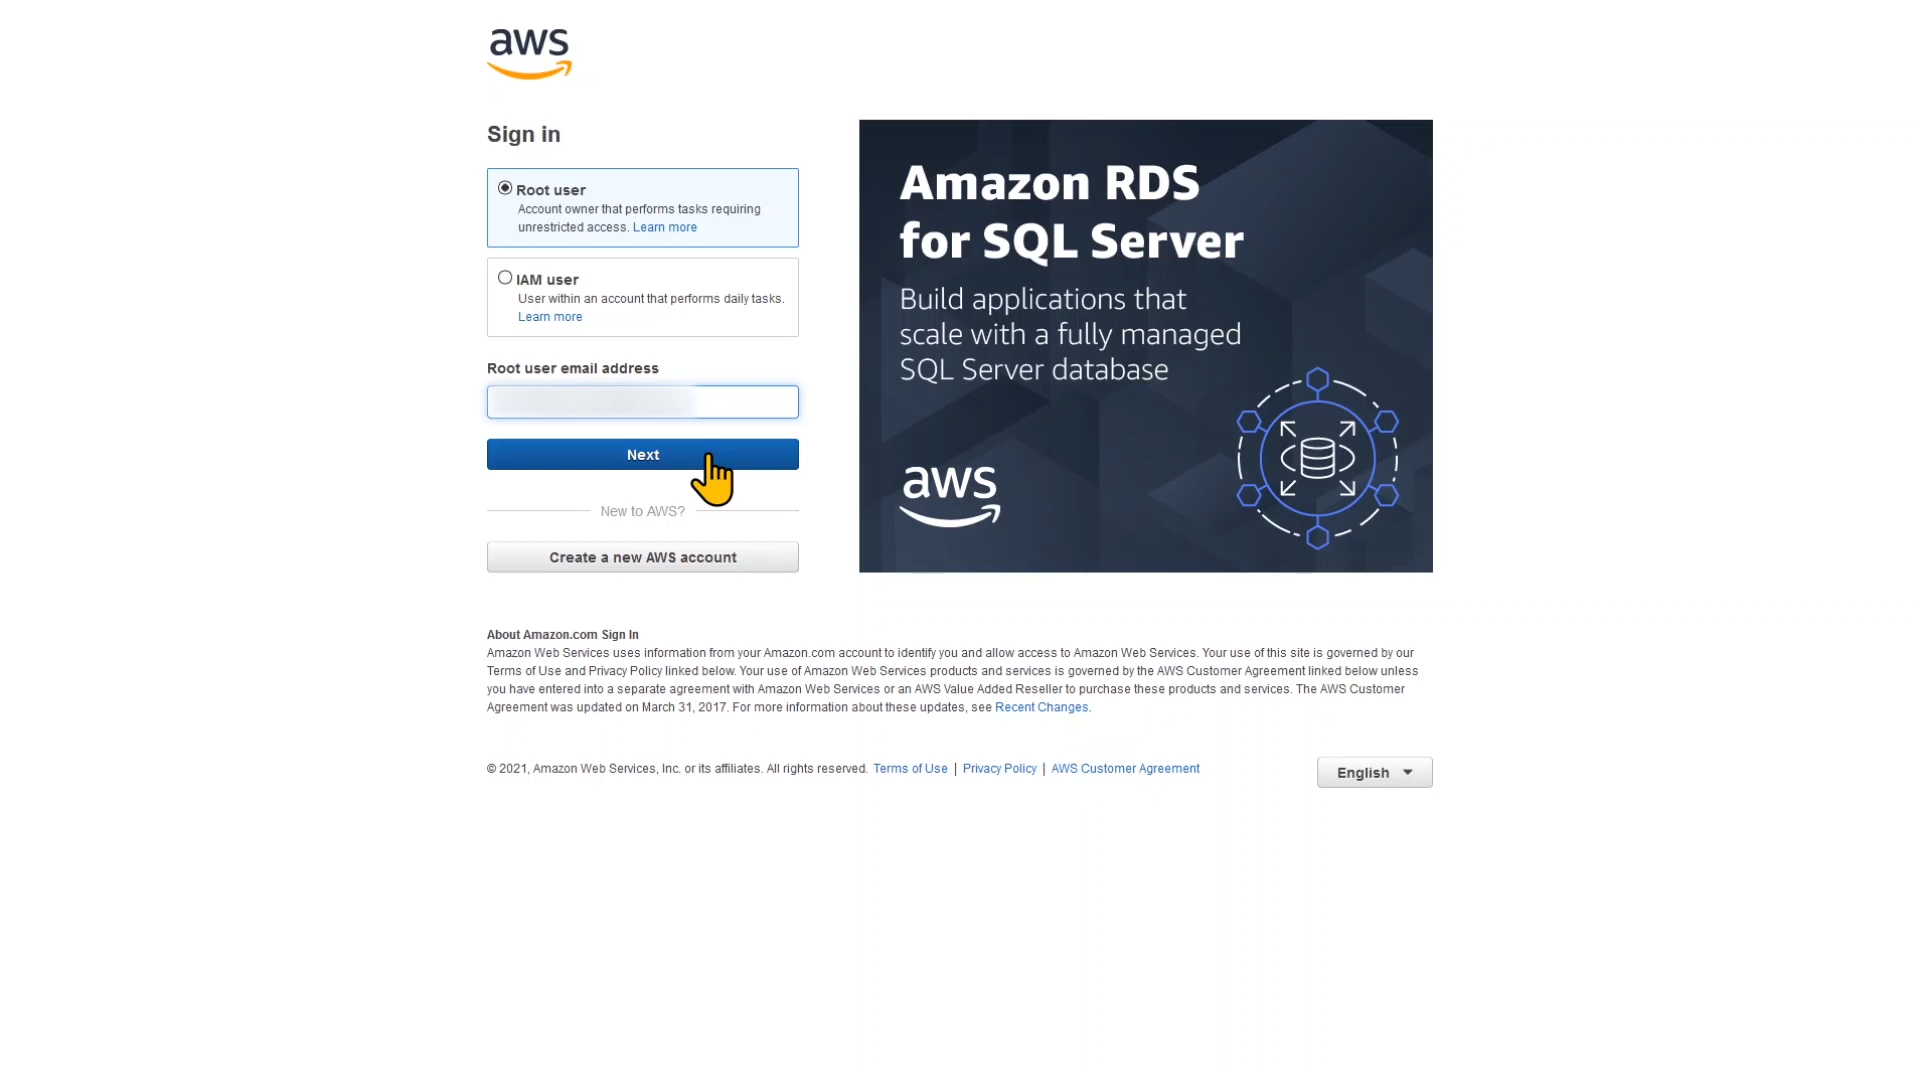 aws
Sign in
Root user
Account owner that performs tasks requiring
unrestricted access. Learn more
IAM user
User within an account that performs daily tasks.
Learn more
Root user email address
Next
New to AWS?
Create a new AWS account
Amazon RDS
for SQL Server
Build applications that
scale with a fully managed
SQL Server database
aws
About Amazon.com Sign In
Amazon Web Services uses information from your Amazon.com account to identify you and allow access to Amazon Web Services. Your use of this site is governed by our
Terms of Use and Privacy Policy linked below. Your use of Amazon Web Services products and services is governed by the AWS Customer Agreement linked below unless
you have entered into a separate agreement with Amazon Web Services or an AWS Value Added Reseller to purchase these products and services. The AWS Customer
Agreement was updated on March 31, 2017. For more information about these updates, see Recent Changes.
© 2021, Amazon Web Services, Inc. or its affiliates. All rights reserved. Terms of Use | Privacy Policy | AWS Customer Agreement
English